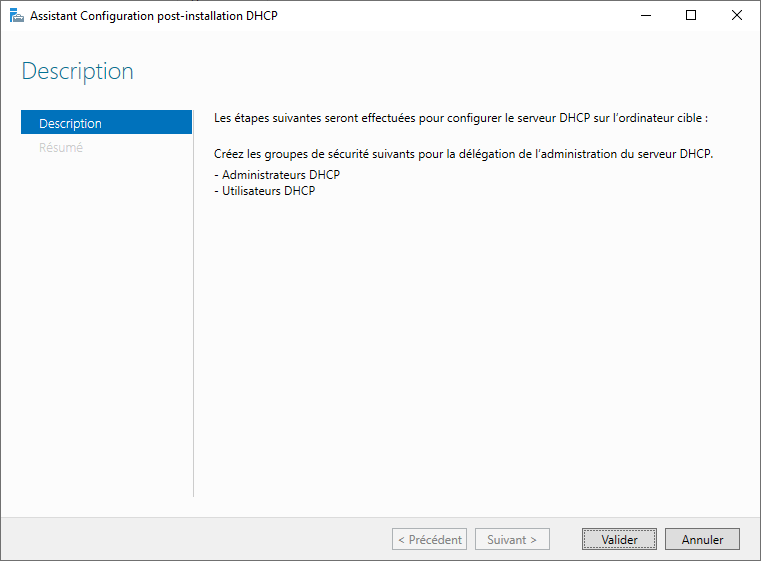 Assistant Configuration post-installation DHCP
Description
Description
Résumé
Les étapes suivantes seront effectuées pour configurer le serveur DHCP sur l'ordinateur cible :
Créez les groupes de sécurité suivants pour la délégation de l'administration du serveur DHCP.
- Administrateurs DHCP
- Utilisateurs DHCP
< Précédent
Suivant >
Valider
Annuler